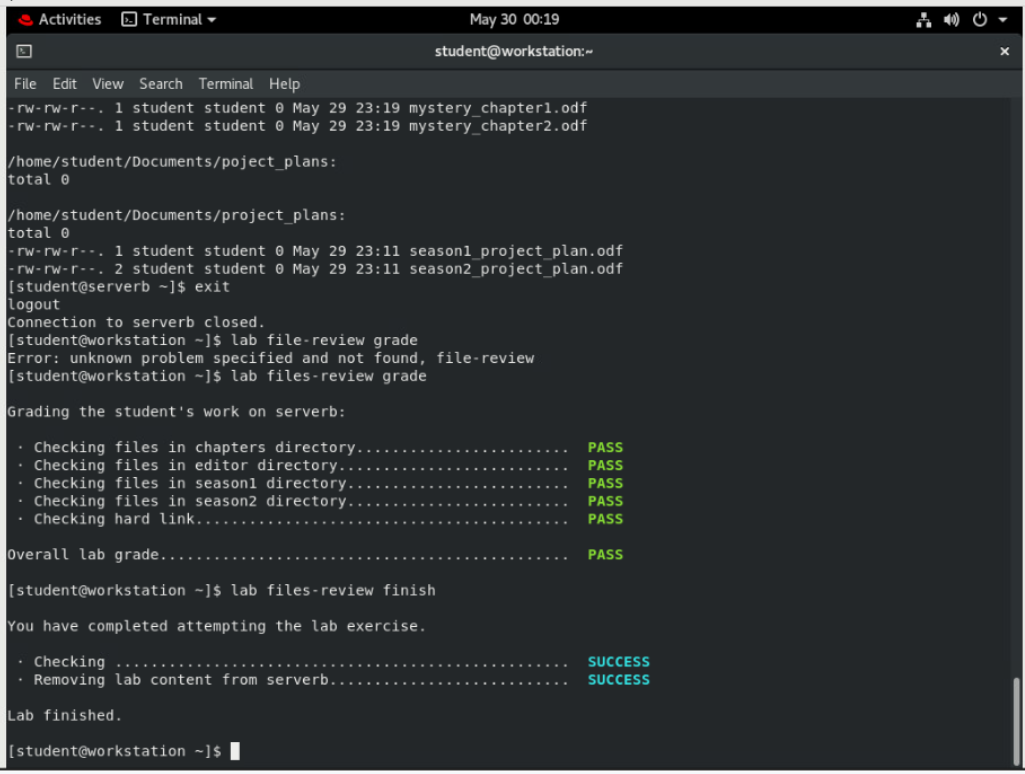 Activities Terminal May 30 00:19
student@workstation:~ ×
File Edit View Search Terminal Help
-rw-rw-r--. 1 student student 0 May 29 23:19 mystery_chapter1.odf
-rw-rw-r--. 1 student student 0 May 29 23:19 mystery_chapter2.odf
/home/student/Documents/poject_plans:
total 0
/home/student/Documents/project_plans:
total 0
-rw-rw-r--. 1 student student 0 May 29 23:11 season1_project_plan.odf
-rw-rw-r--. 2 student student 0 May 29 23:11 season2_project_plan.odf
[student@serverb ~]$ exit
logout
Connection to serverb closed.
[student@workstation ~]$ lab file-review grade
Error: unknown problem specified and not found, file-review
[student@workstation ~]$ lab files-review grade
Grading the student's work on serverb:
· Checking files in chapters directory........................ PASS
· Checking files in editor directory.......................... PASS
· Checking files in season1 directory......................... PASS
· Checking files in season2 directory......................... PASS
· Checking hard link.......................................... PASS
Overall lab grade.............................................. PASS
[student@workstation ~]$ lab files-review finish
You have completed attempting the lab exercise.
· Checking ................................................... SUCCESS
· Removing lab content from serverb........................... SUCCESS
Lab finished.
[student@workstation ~]$